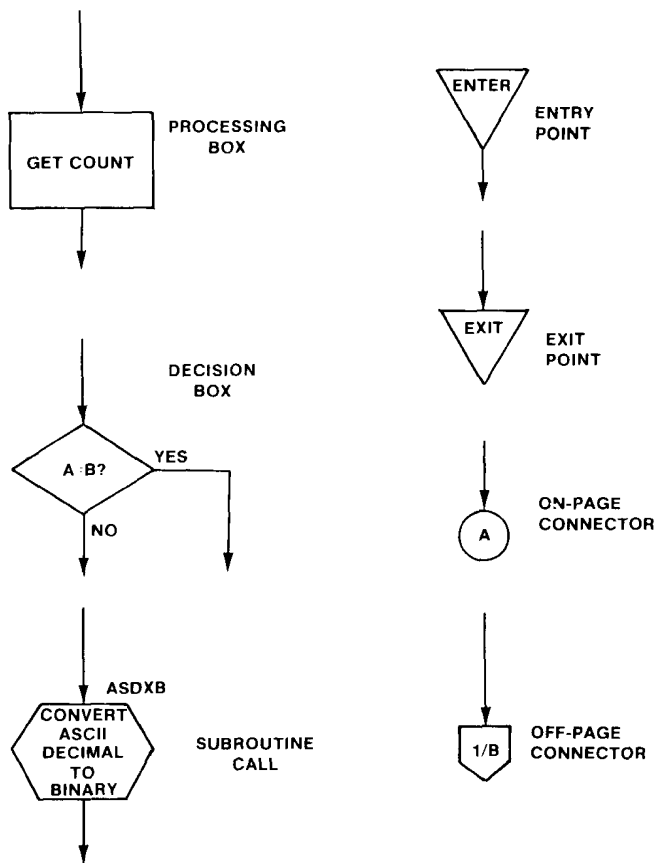 PROCESSING
BOX
GET COUNT
DECISION
BOX
A=B?
YES
NO
ASDXB
CONVERT
ASCII
DECIMAL
TO
BINARY
SUBROUTINE
CALL
ENTER
ENTRY
POINT
EXIT
EXIT
POINT
A
ON-PAGE
CONNECTOR
1/B
OFF-PAGE
CONNECTOR